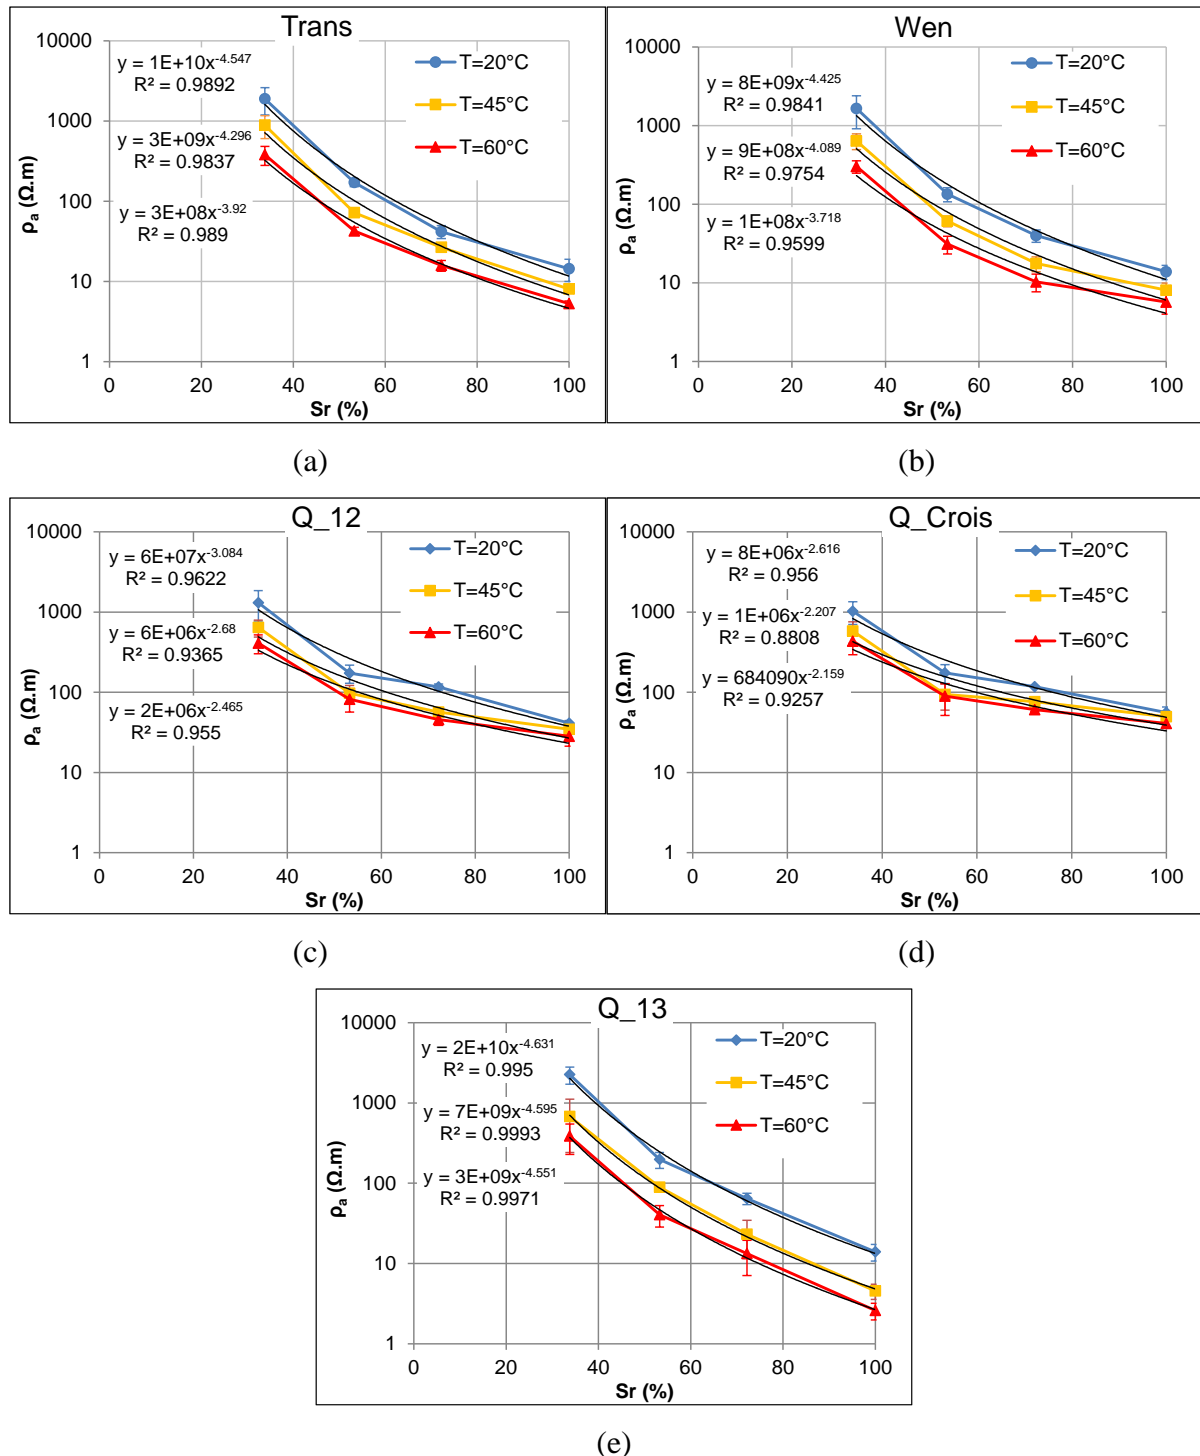 Trans
10000
1000
100
10
1
ρa (Ω.m)
y = 1E+10x-4.547
R² = 0.9892
y = 3E+09x-4.296
R² = 0.9837
y = 3E+08x-3.92
R² = 0.989
T=20°C
T=45°C
T=60°C
0 20 40 60 80 100
Sr (%)
(a)
Wen
10000
1000
100
10
1
ρa (Ω.m)
y = 8E+09x-4.425
R² = 0.9841
y = 9E+08x-4.089
R² = 0.9754
y = 1E+08x-3.718
R² = 0.9599
T=20°C
T=45°C
T=60°C
0 20 40 60 80 100
Sr (%)
(b)
Q_12
10000
1000
100
10
1
ρa (Ω.m)
y = 6E+07x-3.084
R² = 0.9622
y = 6E+06x-2.68
R² = 0.9365
y = 2E+06x-2.465
R² = 0.955
T=20°C
T=45°C
T=60°C
0 20 40 60 80 100
Sr (%)
(c)
Q_Crois
10000
1000
100
10
1
ρa (Ω.m)
y = 8E+06x-2.616
R² = 0.956
y = 1E+06x-2.207
R² = 0.8808
y = 684090x-2.159
R² = 0.9257
T=20°C
T=45°C
T=60°C
0 20 40 60 80 100
Sr (%)
(d)
Q_13
10000
1000
100
10
1
ρa (Ω.m)
y = 2E+10x-4.631
R² = 0.995
y = 7E+09x-4.595
R² = 0.9993
y = 3E+09x-4.551
R² = 0.9971
T=20°C
T=45°C
T=60°C
0 20 40 60 80 100
Sr (%)
(e)